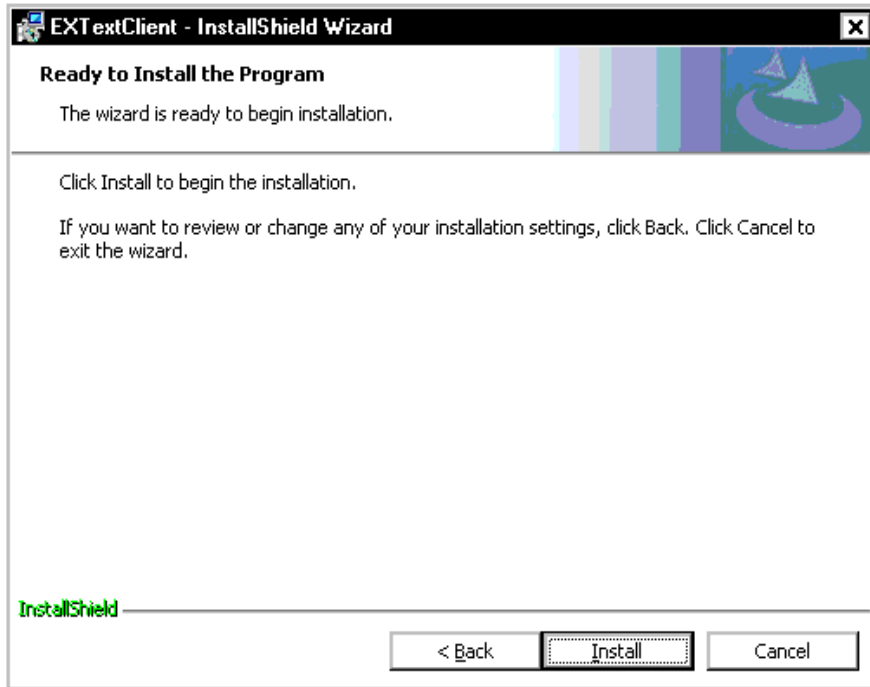 EXTextClient - InstallShield Wizard
Ready to Install the Program
The wizard is ready to begin installation.
Click Install to begin the installation.
If you want to review or change any of your installation settings, click Back. Click Cancel to
exit the wizard.
InstallShield
< Back Install Cancel